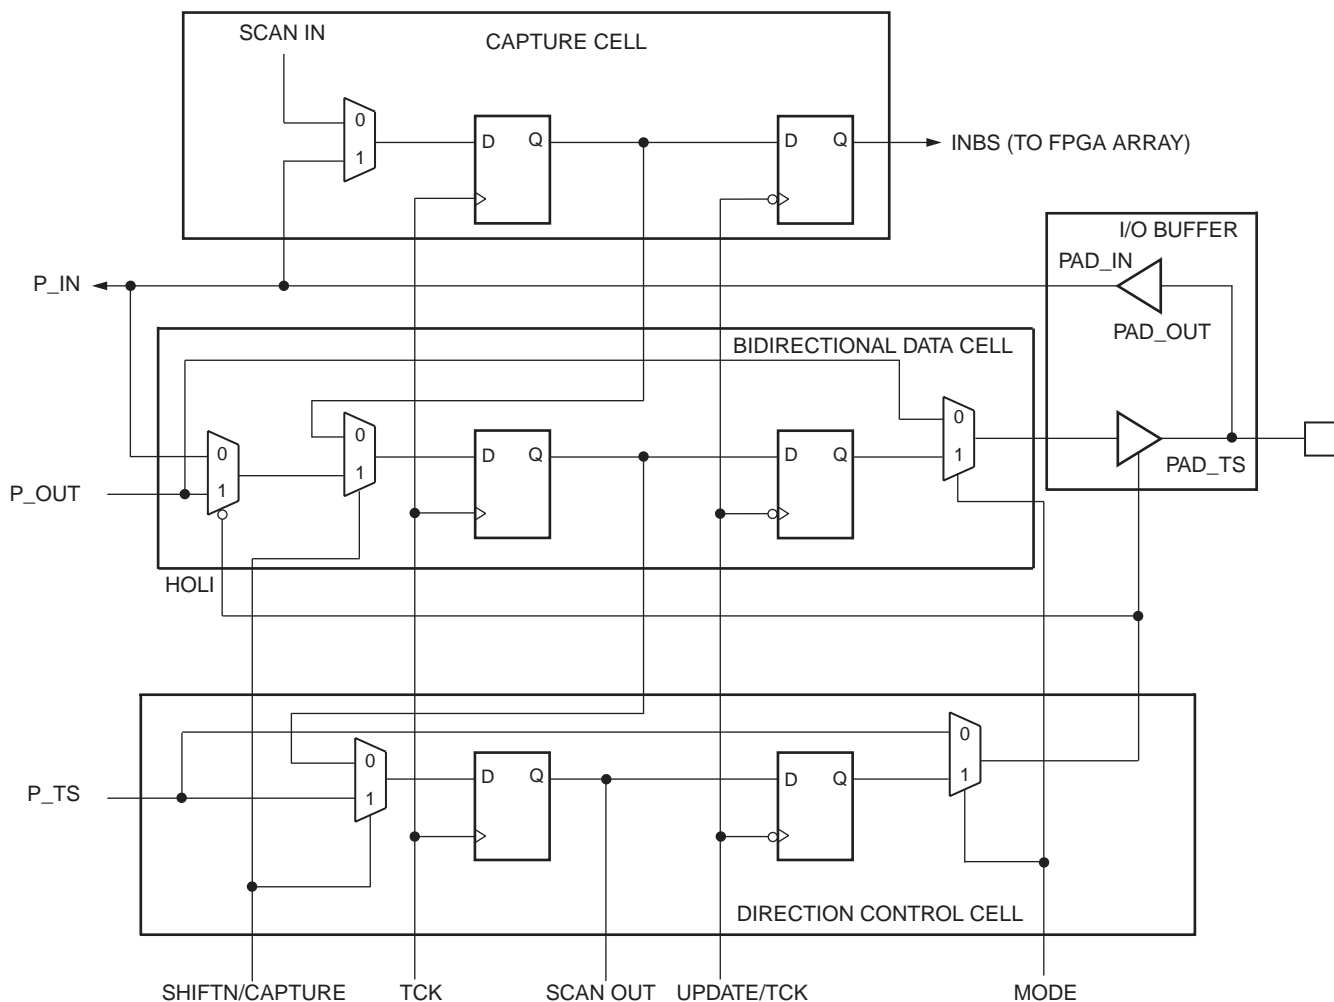 SCAN IN
CAPTURE CELL
0
1
D
Q
D
Q
INBS (TO FPGA ARRAY)
I/O BUFFER
PAD_IN
P_IN
PAD_OUT
BIDIRECTIONAL DATA CELL
0
1
0
1
D
Q
D
Q
0
1
PAD_TS
P_OUT
HOLI
0
1
D
Q
D
Q
0
1
P_TS
DIRECTION CONTROL CELL
SHIFTN/CAPTURE
TCK
SCAN OUT
UPDATE/TCK
MODE